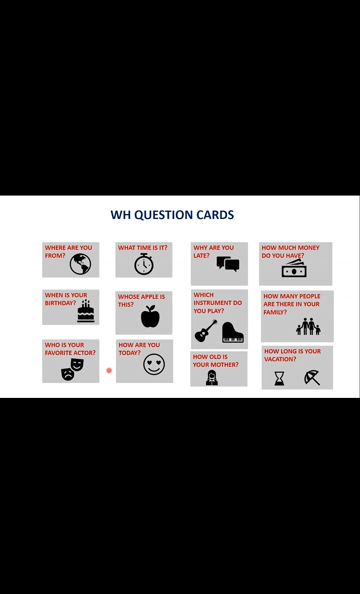 WH QUESTION CARDS
WHERE ARE YOU
FROM?
WHAT TIME IS IT?
WHY ARE YOU
LATE?
HOW MUCH MONEY
DO YOU HAVE?
WHEN IS YOUR
BIRTHDAY?
WHOSE APPLE IS
THIS?
WHICH
INSTRUMENT DO
YOU PLAY?
HOW MANY PEOPLE
ARE THERE IN YOUR
FAMILY?
WHO IS YOUR
FAVORITE ACTOR?
HOW ARE YOU
TODAY?
HOW OLD IS
YOUR MOTHER?
HOW LONG IS YOUR
VACATION?